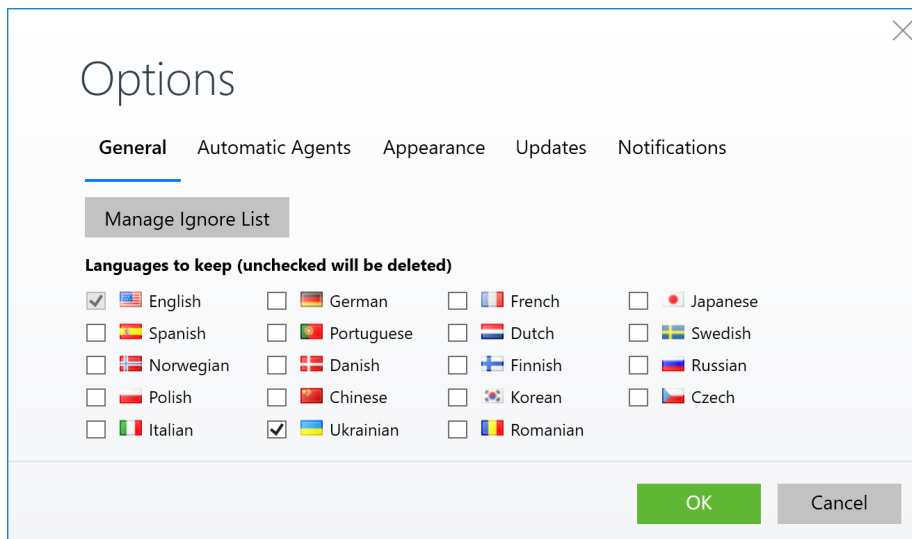 Options
General Automatic Agents Appearance Updates Notifications
Manage Ignore List
Languages to keep (unchecked will be deleted)
English German French Japanese
Spanish Portuguese Dutch Swedish
Norwegian Danish Finnish Russian
Polish Chinese Korean Czech
Italian Ukrainian Romanian
OK Cancel